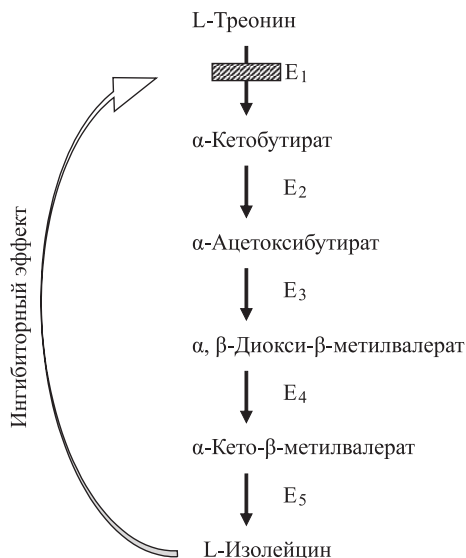 L-Треонин
E1
α-Кетобутират
E2
α-Ацетоксибутират
E3
α, β-Диокси-β-метилвалерат
E4
α-Кето-β-метилвалерат
E5
L-Изолейцин
Ингибиторный эффект